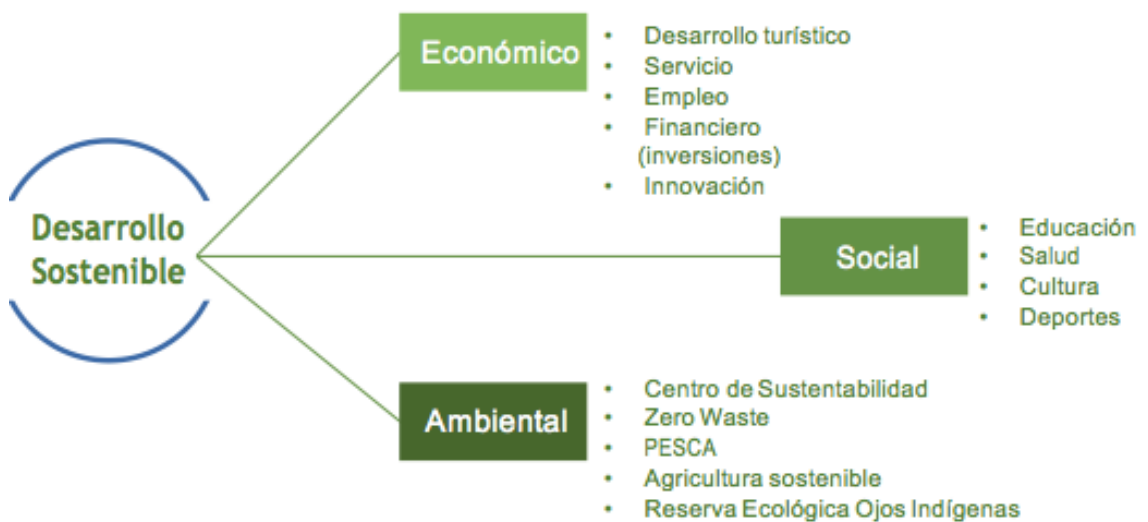 Desarrollo
Sostenible
Económico
• Desarrollo turístico
• Servicio
• Empleo
• Financiero
(inversiones)
• Innovación
Social
• Educación
• Salud
• Cultura
• Deportes
Ambiental
• Centro de Sustentabilidad
• Zero Waste
• PESCA
• Agricultura sostenible
• Reserva Ecológica Ojos Indígenas